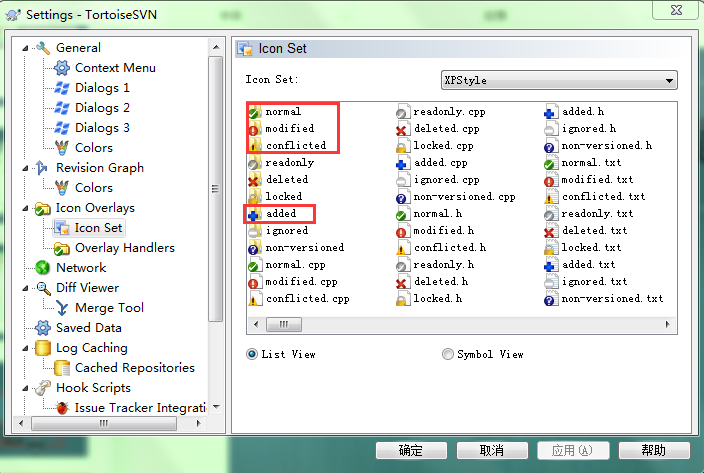 Settings - TortoiseSVN
General
Context Menu
Dialogs 1
Dialogs 2
Dialogs 3
Colors
Revision Graph
Colors
Icon Overlays
Icon Set
Overlay Handlers
Network
Diff Viewer
Merge Tool
Saved Data
Log Caching
Cached Repositories
Hook Scripts
Issue Tracker Integratio
Icon Set
Icon Set: XPStyle
normal readonly.cpp added.h
modified deleted.cpp ignored.h
conflicted locked.cpp non-versioned.h
readonly added.cpp normal.txt
deleted ignored.cpp modified.txt
locked non-versioned.cpp conflicted.txt
added normal.h readonly.txt
ignored modified.h deleted.txt
non-versioned conflicted.h locked.txt
normal.cpp readonly.h added.txt
modified.cpp deleted.h ignored.txt
conflicted.cpp locked.h non-versioned.txt
List View Symbol View
确定 取消 应用(A) 帮助